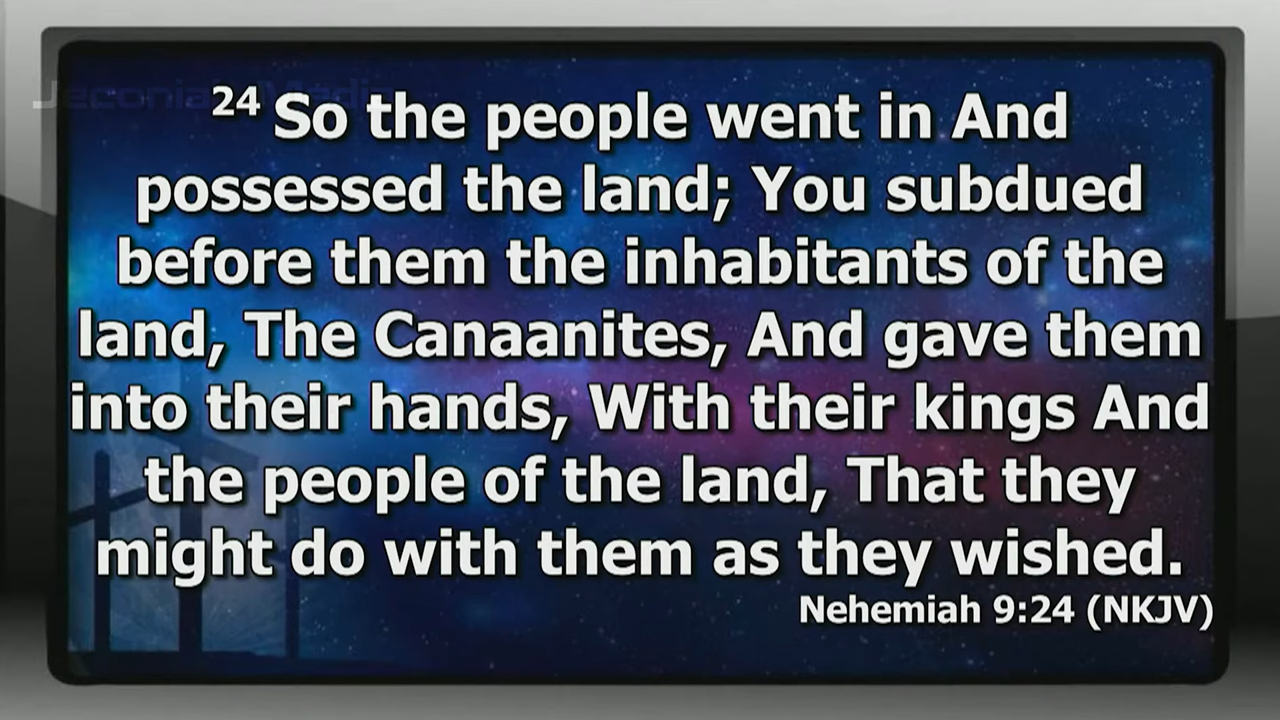 24 So the people went in And
possessed the land; You subdued
before them the inhabitants of the
land, The Canaanites, And gave them
into their hands, With their kings And
the people of the land, That they
might do with them as they wished.
Nehemiah 9:24 (NKJV)